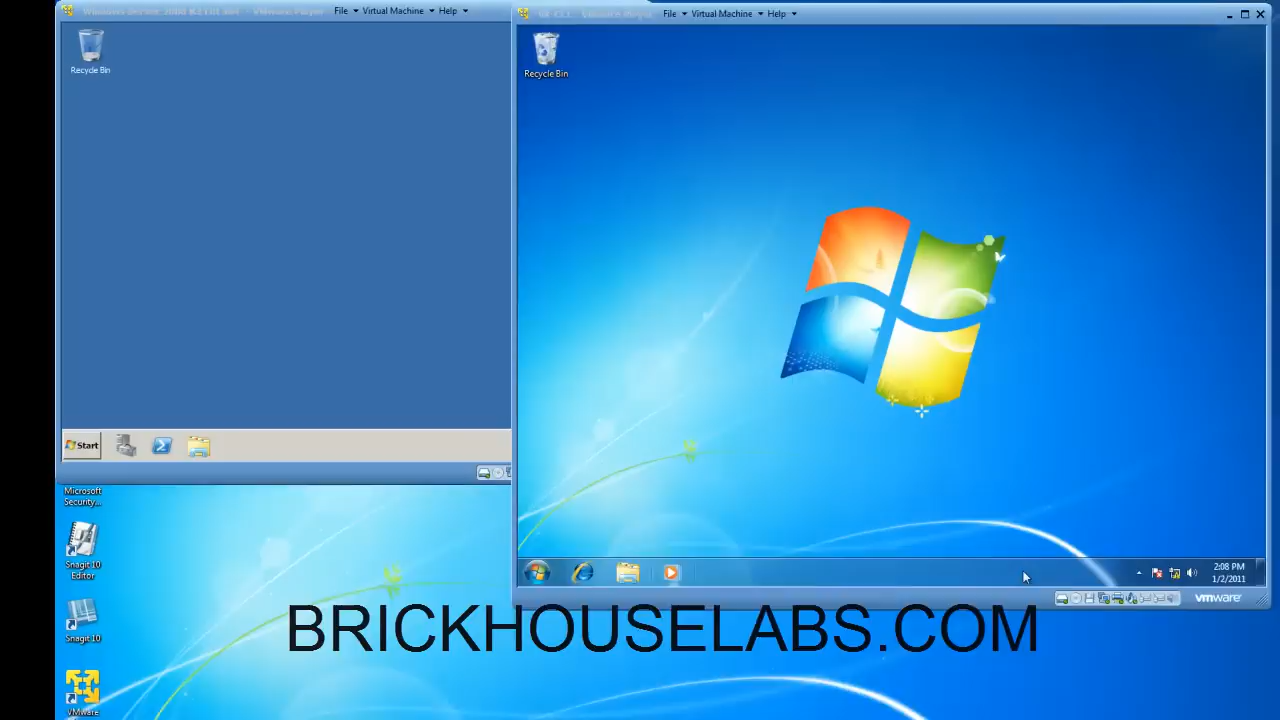 File Virtual Machine Help
File Virtual Machine Help
Recycle Bin
Recycle Bin
Start
Microsoft
Security...
Snagit 10
Editor
Snagit 10
VMware
2:08 PM
1/2/2011
vmware
BRICKHOUSELABS.COM